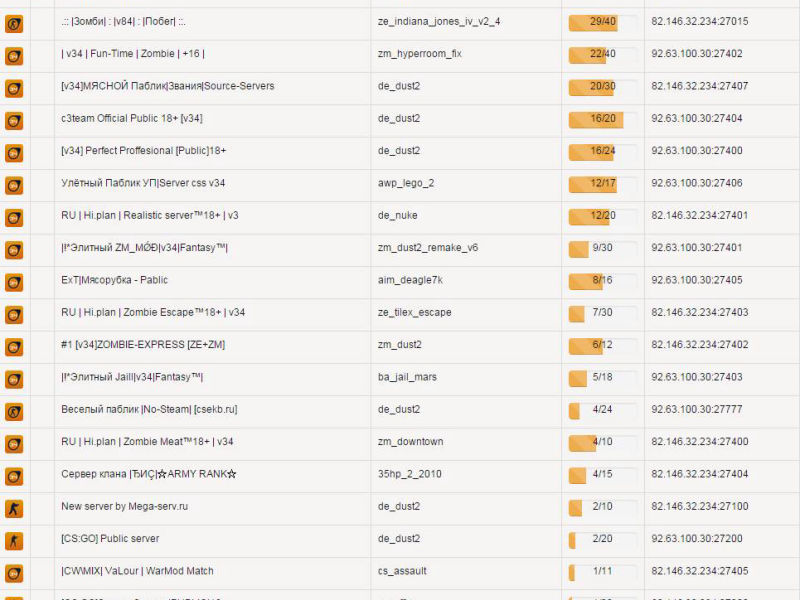 .:: |Зомби| : |v84| : |Побег| ::. ze_indiana_jones_iv_v2_4 29/40 82.146.32.234:27015
| v34 | Fun-Time | Zombie | +16 | zm_hyperroom_fix 22/40 92.63.100.30:27402
[v34]МЯСНОЙ Паблик|Звания|Source-Servers de_dust2 20/30 82.146.32.234:27407
c3team Official Public 18+ [v34] de_dust2 16/20 92.63.100.30:27404
[v34] Perfect Proffesional [Public]18+ de_dust2 16/24 92.63.100.30:27400
Улётный Паблик УП|Server css v34 awp_lego_2 12/17 92.63.100.30:27406
RU | Hi.plan | Realistic server™18+ | v3 de_nuke 12/20 82.146.32.234:27401
|!*Элитный ZM_MǾĐ|v34|Fantasy™| zm_dust2_remake_v6 9/30 92.63.100.30:27401
ExT|Мясорубка - Pablic aim_deagle7k 8/16 92.63.100.30:27405
RU | Hi.plan | Zombie Escape™18+ | v34 ze_tilex_escape 7/30 82.146.32.234:27403
#1 [v34]ZOMBIE-EXPRESS [ZE+ZM] zm_dust2 6/12 82.146.32.234:27402
|!*Элитный Jaill|v34|Fantasy™| ba_jail_mars 5/18 92.63.100.30:27403
Веселый паблик |No-Steam| [csekb.ru] de_dust2 4/24 92.63.100.30:27777
RU | Hi.plan | Zombie Meat™18+ | v34 zm_downtown 4/10 82.146.32.234:27400
Сервер клана |ЂИÇ|☆ARMY RANK☆ 35hp_2_2010 4/15 82.146.32.234:27404
New server by Mega-serv.ru de_dust2 2/10 82.146.32.234:27100
[CS:GO] Public server de_dust2 2/20 92.63.100.30:27200
|CW\MIX| VaLour | WarMod Match cs_assault 1/11 82.146.32.234:27405